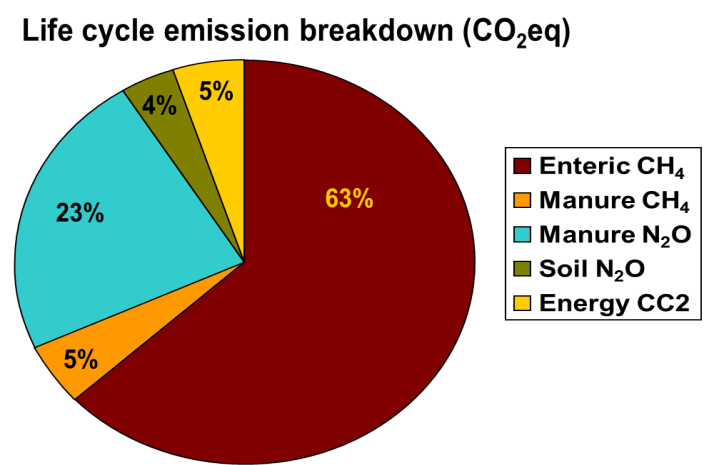 Life cycle emission breakdown (CO₂eq)
5%
4%
63%
23%
5%
Enteric CH₄
Manure CH₄
Manure N₂O
Soil N₂O
Energy CC2